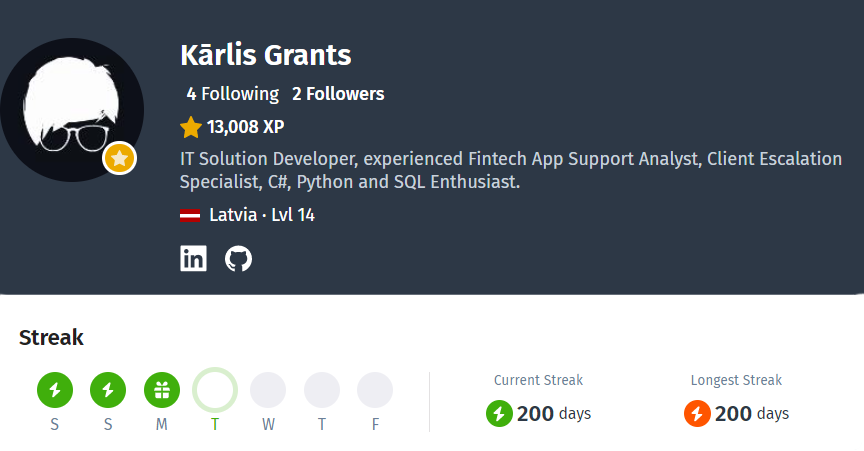 Kārlis Grants
4 Following 2 Followers
13,008 XP
IT Solution Developer, experienced Fintech App Support Analyst, Client Escalation
Specialist, C#, Python and SQL Enthusiast.
Latvia · Lvl 14
in
Streak
Current Streak Longest Streak
200 days 200 days
S S M T W T F